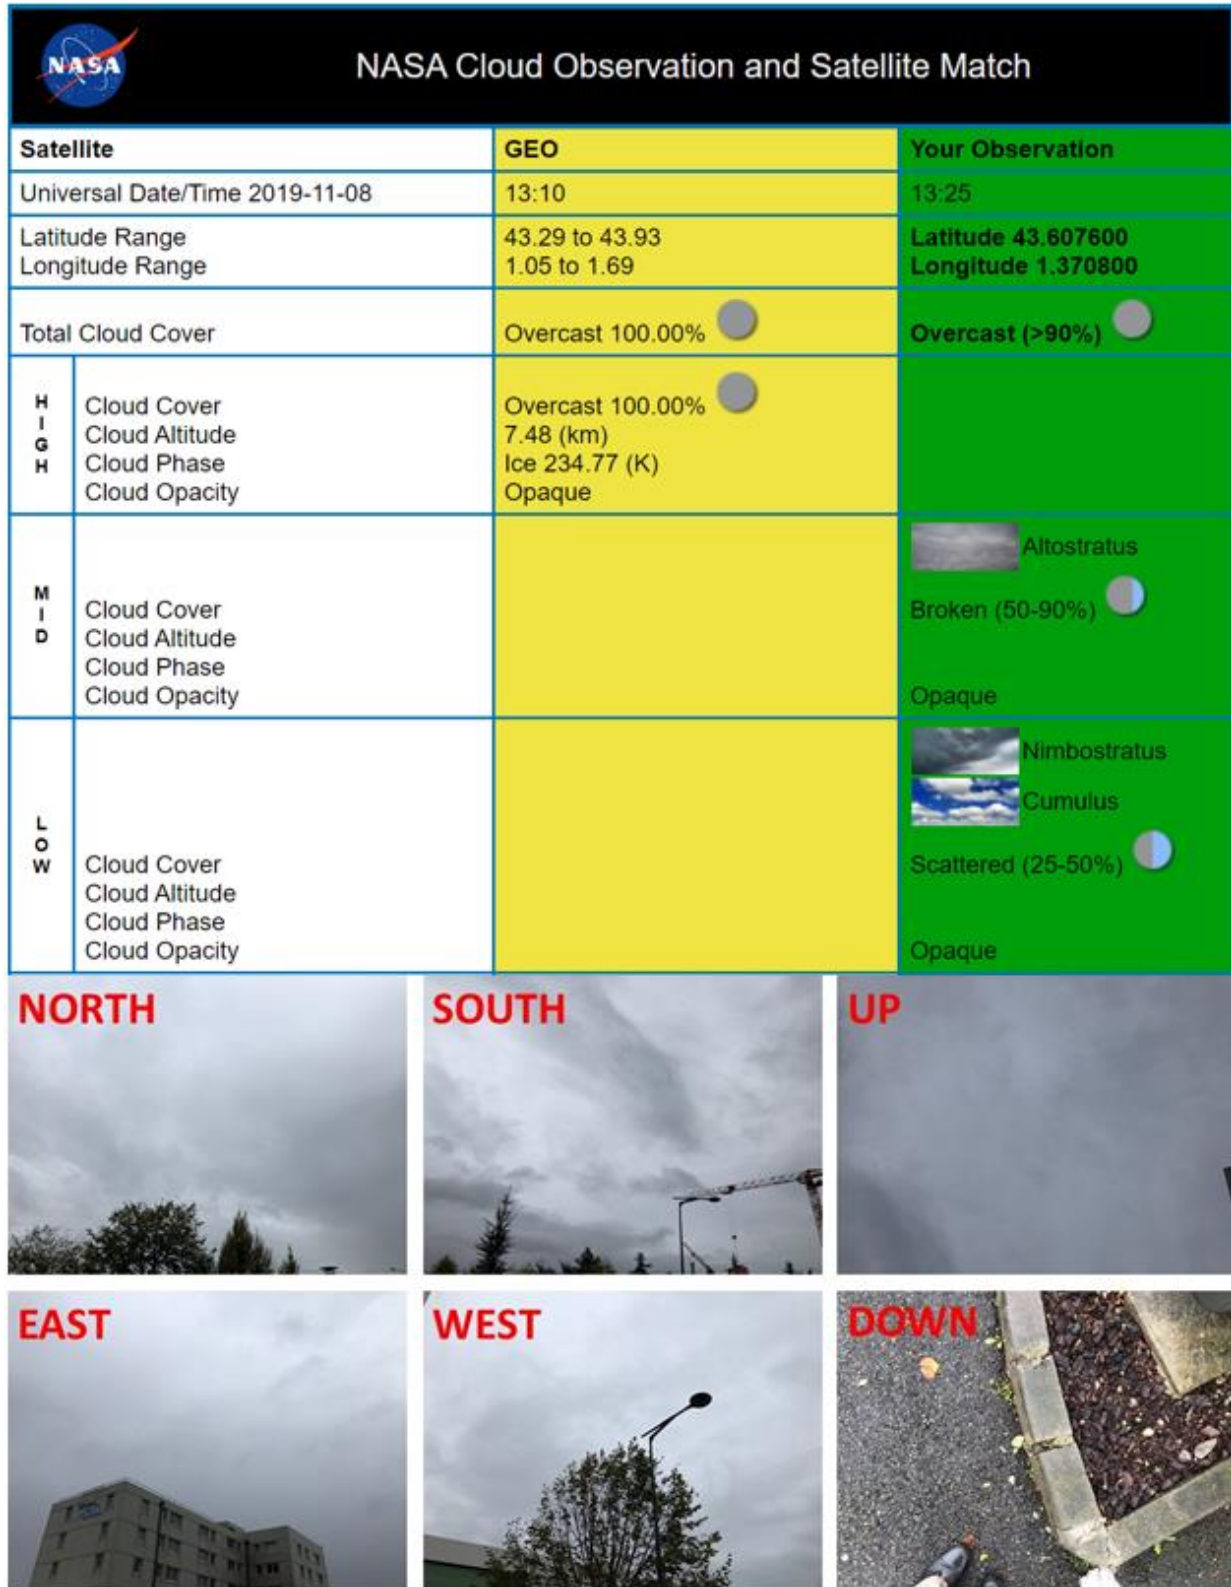 NASA
NASA Cloud Observation and Satellite Match
Satellite GEO Your Observation
Universal Date/Time 2019-11-08 13:10 13:25
Latitude Range 43.29 to 43.93 Latitude 43.607600
Longitude Range 1.05 to 1.69 Longitude 1.370800
Total Cloud Cover Overcast 100.00% Overcast (>90%)
HIGH
Cloud Cover Overcast 100.00%
Cloud Altitude 7.48 (km)
Cloud Phase Ice 234.77 (K)
Cloud Opacity Opaque
MID
Altostratus
Cloud Cover Broken (50-90%)
Cloud Altitude
Cloud Phase
Cloud Opacity Opaque
LOW
Nimbostratus
Cumulus
Cloud Cover Scattered (25-50%)
Cloud Altitude
Cloud Phase
Cloud Opacity Opaque
NORTH SOUTH UP
EAST WEST DOWN